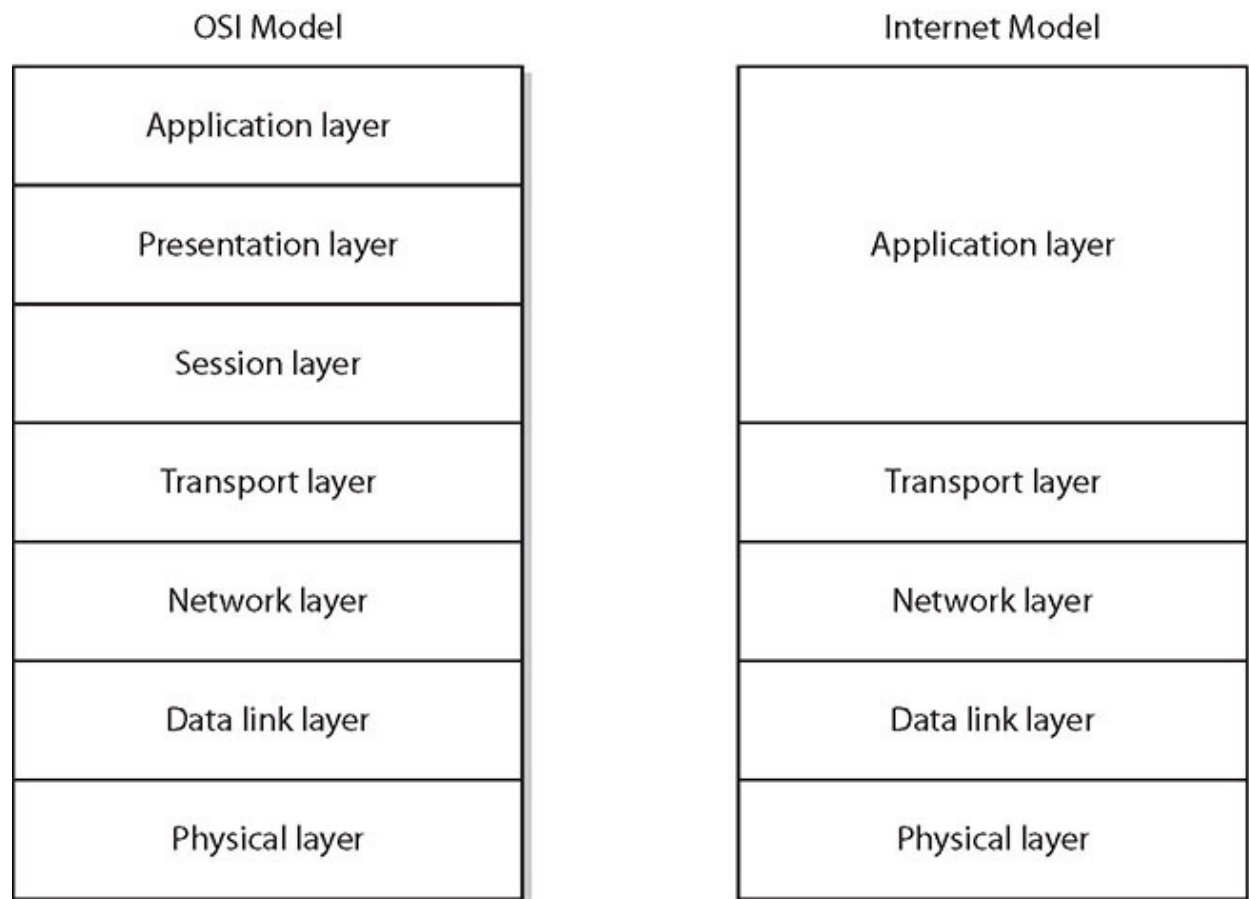 OSI Model
Internet Model
Application layer
Presentation layer
Session layer
Transport layer
Network layer
Data link layer
Physical layer
Application layer
Transport layer
Network layer
Data link layer
Physical layer